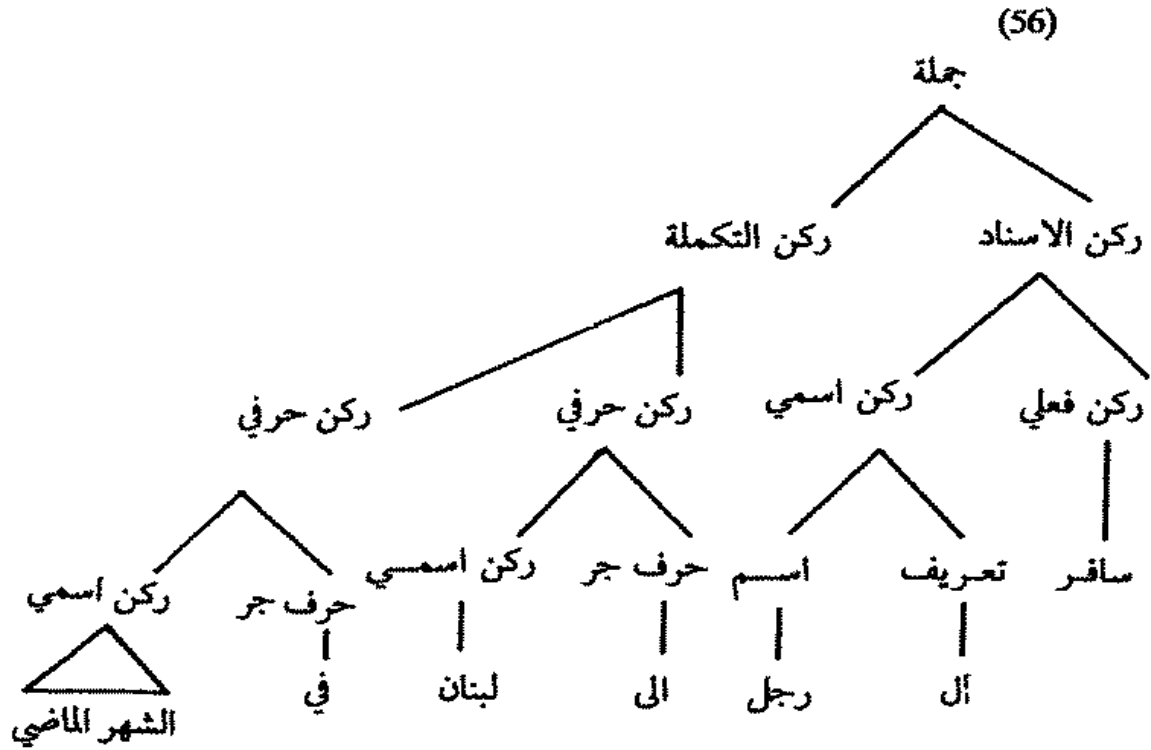 (56)
جملة
ركن الاسناد ركن التكملة
ركن فعلي ركن اسمي ركن حرفي ركن حرفي
سافر تعريف اسم حرف جر ركن اسمي حرف جر ركن اسمي
ال رجل الى لبنان في الشهر الماضي